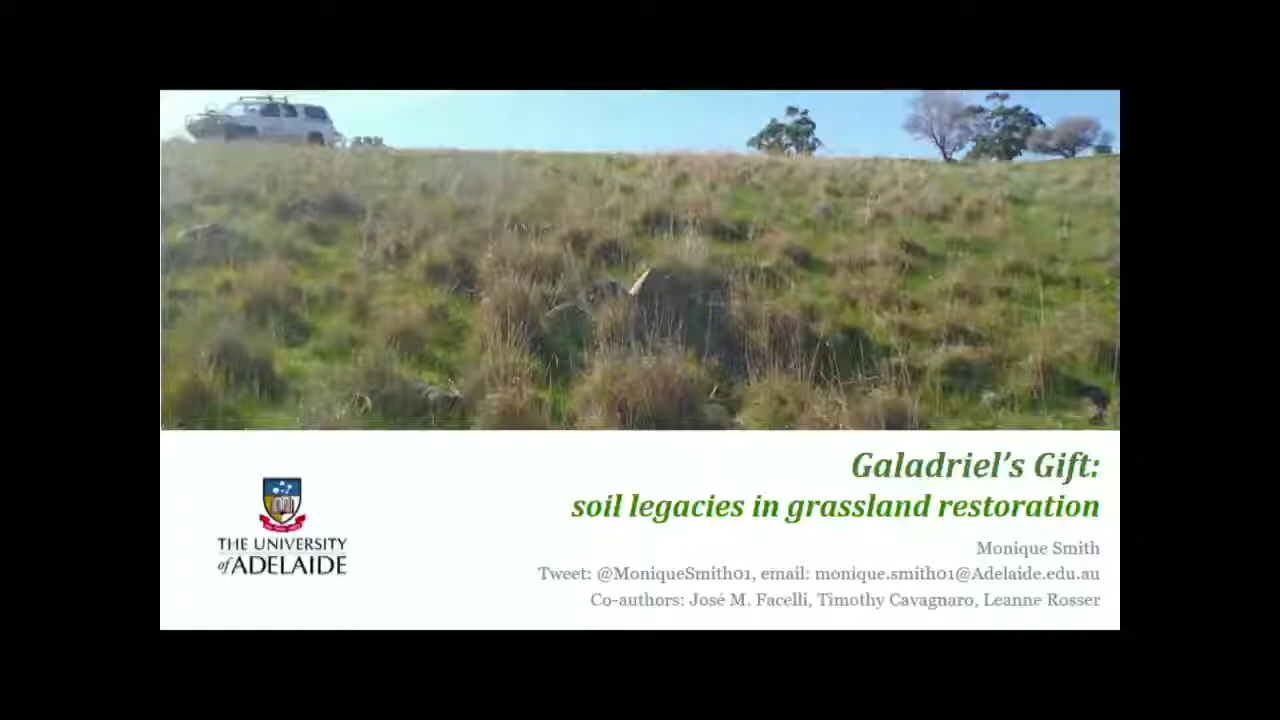 Galadriel's Gift:
soil legacies in grassland restoration
Monique Smith
Tweet: @MoniqueSmith01, email: monique.smith01@Adelaide.edu.au
Co-authors: José M. Facelli, Timothy Cavagnaro, Leanne Rosser
THE UNIVERSITY
of ADELAIDE